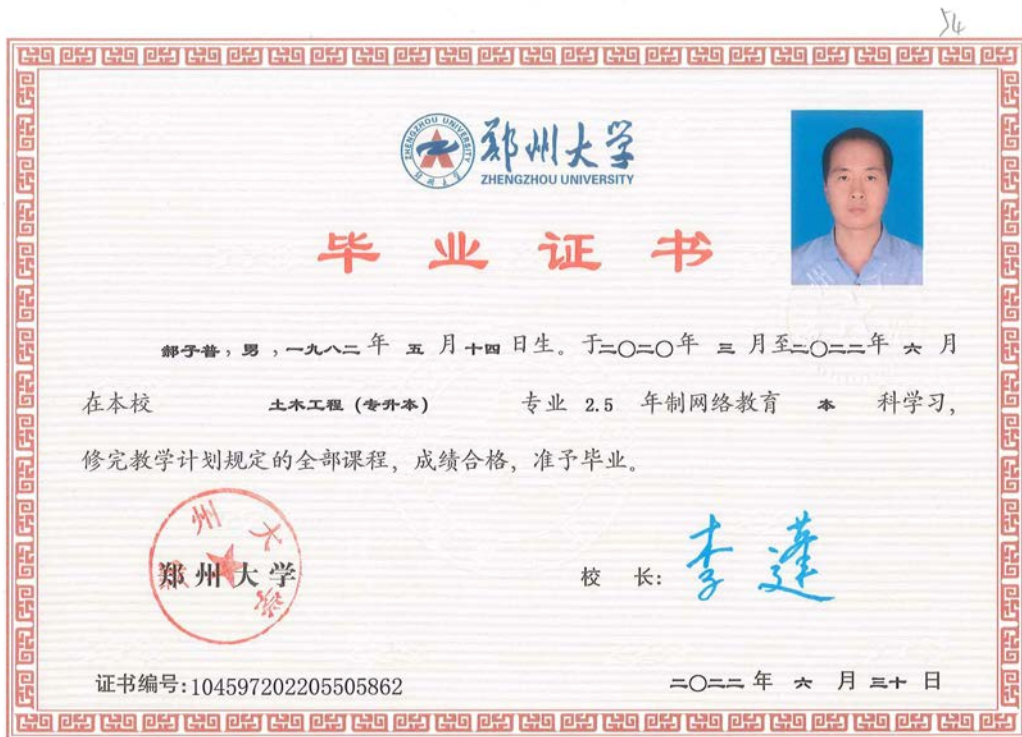 54
郑州大学
ZHENGZHOU UNIVERSITY
毕业证书
郝子普，男，一九八二年 五 月十四日生。于二〇二〇年 三 月至二〇二二年 六 月
在本校 土木工程（专升本） 专业 2.5 年制网络教育 本 科学习，
修完教学计划规定的全部课程，成绩合格，准予毕业。
郑州大学
郑州大学
校 长：李蓬
证书编号:104597202205505862
二〇二二年 六 月 三十 日